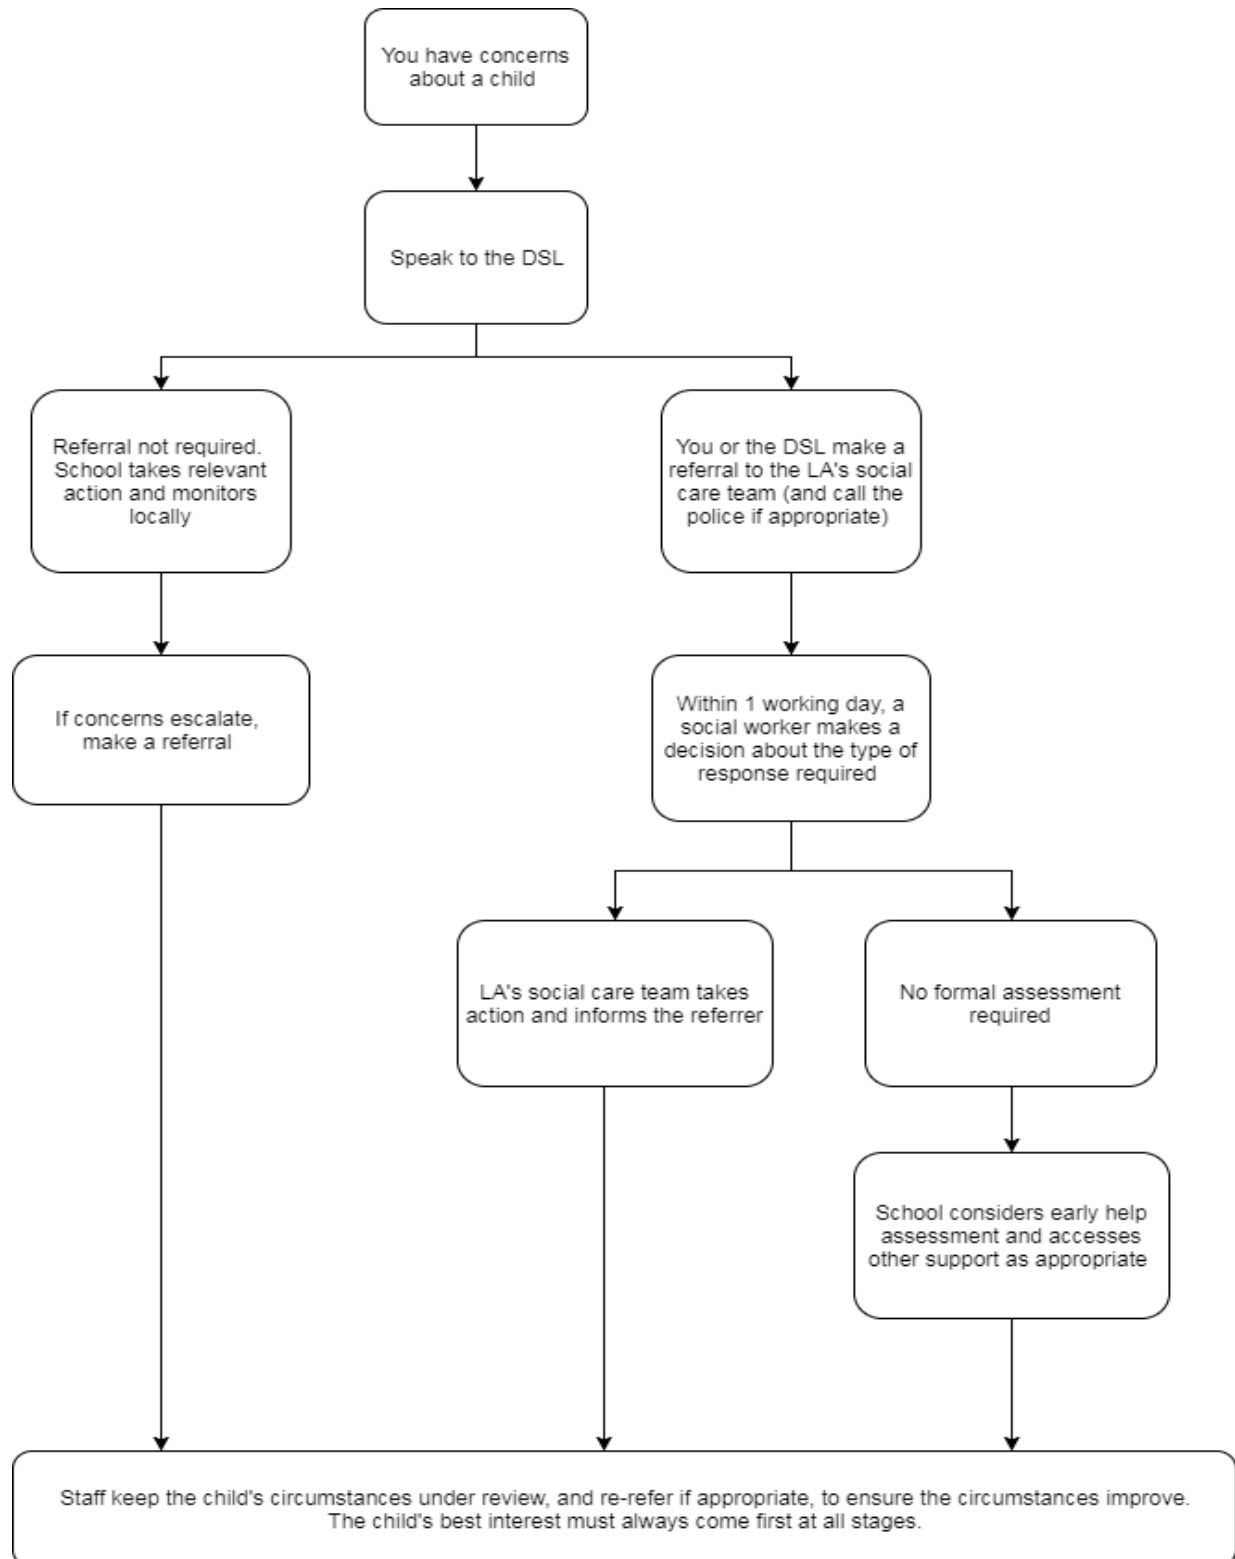 You have concerns
about a child
Speak to the DSL
Referral not required.
School takes relevant
action and monitors
locally
You or the DSL make a
referral to the LA's social
care team (and call the
police if appropriate)
If concerns escalate,
make a referral
Within 1 working day, a
social worker makes a
decision about the type of
response required
LA's social care team takes
action and informs the referrer
No formal assessment
required
School considers early help
assessment and accesses
other support as appropriate
Staff keep the child's circumstances under review, and re-refer if appropriate, to ensure the circumstances improve.
The child's best interest must always come first at all stages.